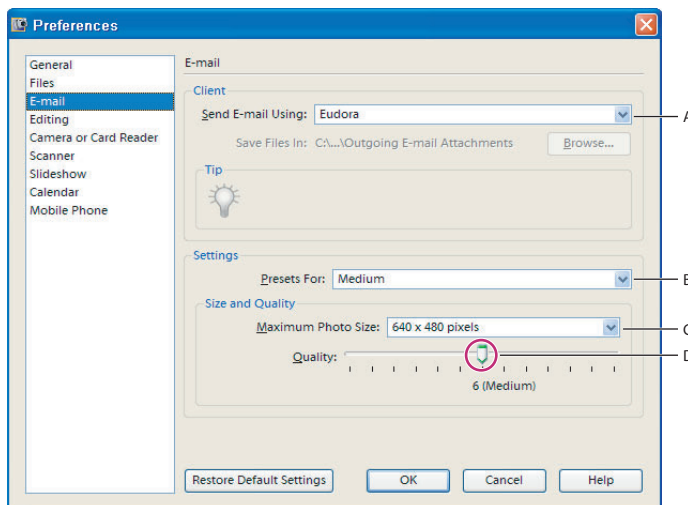 Preferences
General
Files
E-mail
Editing
Camera or Card Reader
Scanner
Slideshow
Calendar
Mobile Phone
E-mail
Client
Send E-mail Using: Eudora
A
Save Files In: C:\...\Outgoing E-mail Attachments Browse...
Tip
Settings
Presets For: Medium
B
Size and Quality
Maximum Photo Size: 640 x 480 pixels
C
Quality:
D
6 (Medium)
Restore Default Settings OK Cancel Help